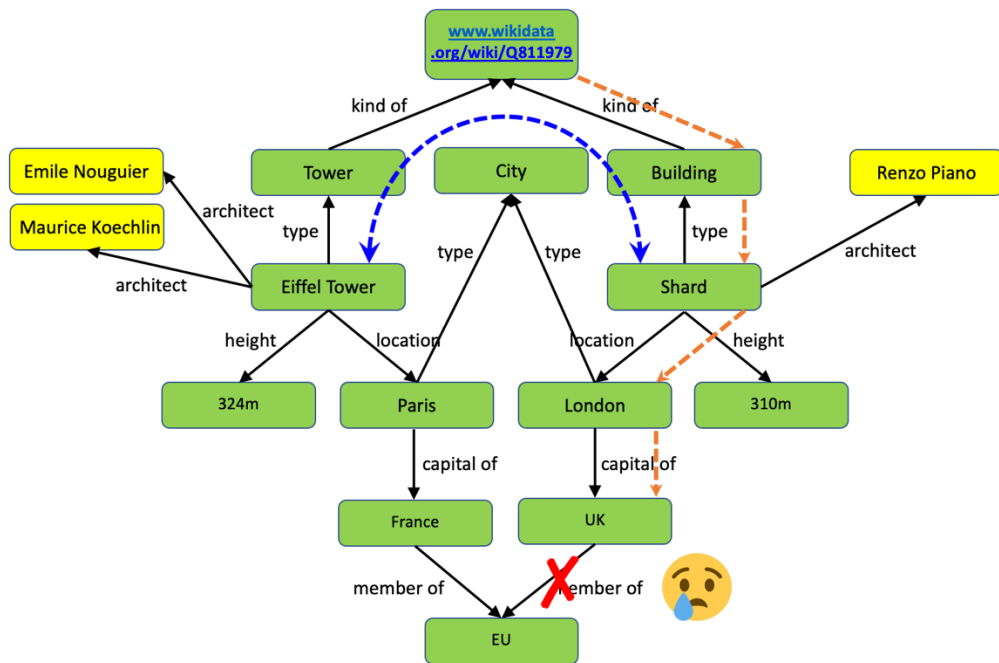 www.wikidata
.org/wiki/Q811979
kind of
kind of
Emile Nouguier
Tower
City
Building
Renzo Piano
architect
Maurice Koechlin
type
type
type
type
architect
architect
Eiffel Tower
Shard
height
location
location
height
324m
Paris
London
310m
capital of
capital of
France
UK
member of
member of
EU